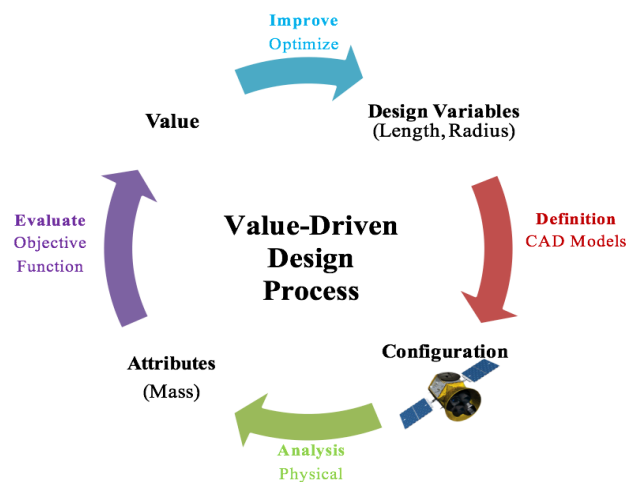 Improve
Optimize
Value
Design Variables
(Length, Radius)
Evaluate
Objective
Function
Value-Driven
Design
Process
Definition
CAD Models
Attributes
(Mass)
Configuration
Analysis
Physical